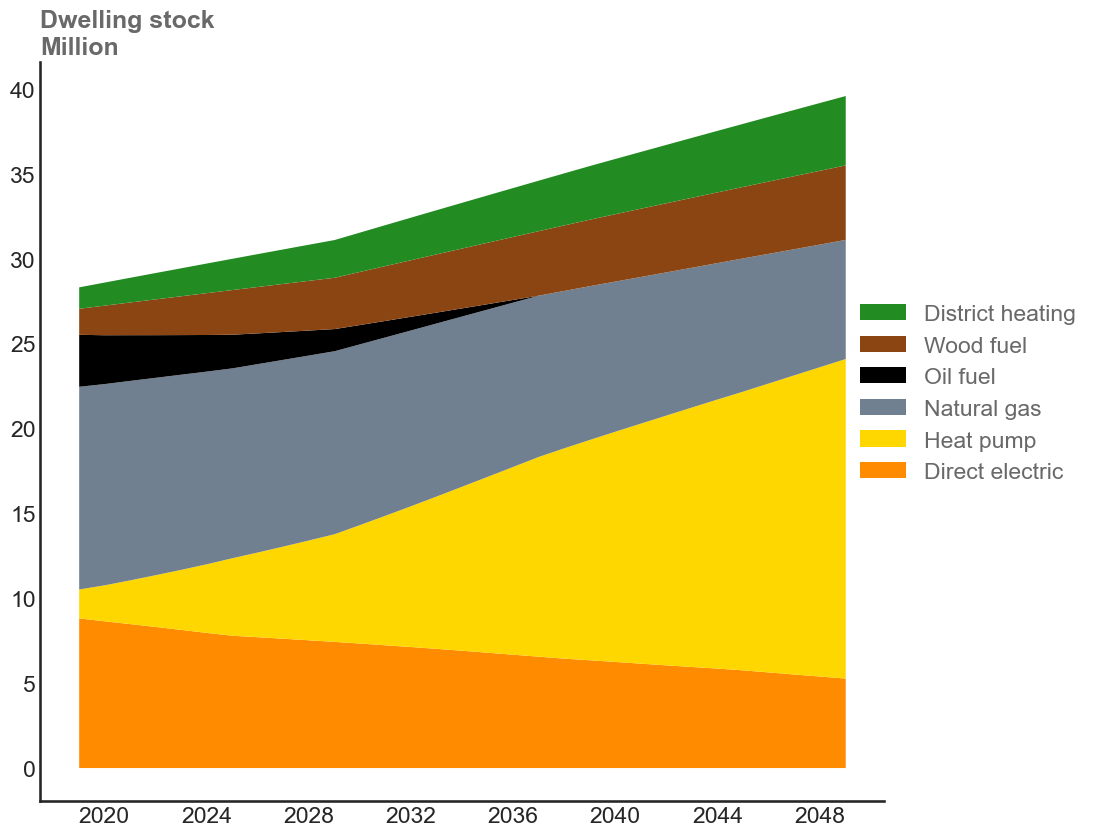 Dwelling stock
Million
40
35
30
25
20
15
10
5
0
District heating
Wood fuel
Oil fuel
Natural gas
Heat pump
Direct electric
2020 2024 2028 2032 2036 2040 2044 2048